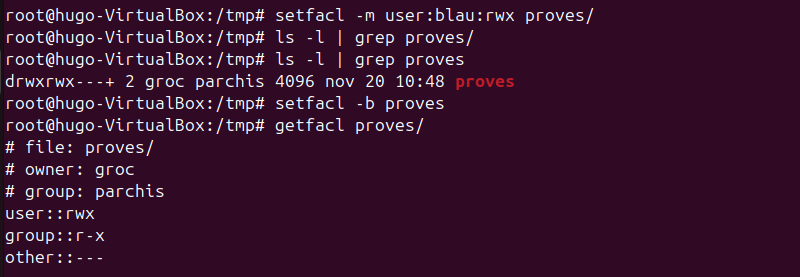 root@hugo-VirtualBox:/tmp# setfacl -m user:blau:rwx proves/
root@hugo-VirtualBox:/tmp# ls -l | grep proves/
root@hugo-VirtualBox:/tmp# ls -l | grep proves
drwxrwx---+ 2 groc parchis 4096 nov 20 10:48 proves
root@hugo-VirtualBox:/tmp# setfacl -b proves
root@hugo-VirtualBox:/tmp# getfacl proves/
# file: proves/
# owner: groc
# group: parchis
user::rwx
group::r-x
other::---